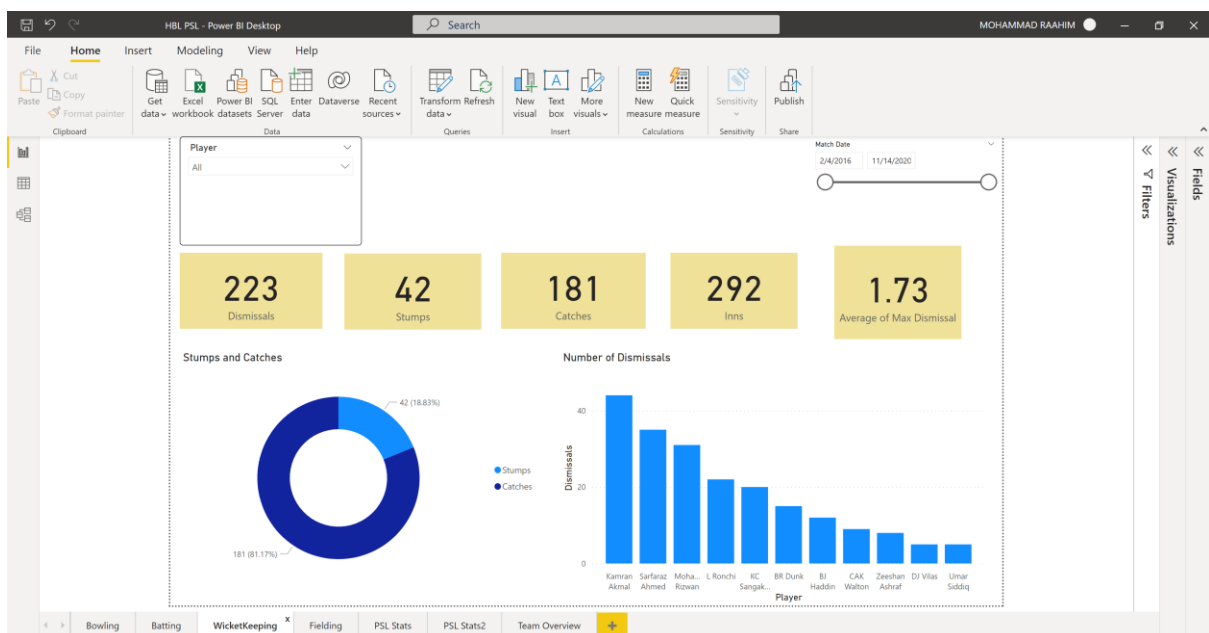 HBL PSL - Power BI Desktop
Search
MOHAMMAD RAAHIM
File Home Insert Modeling View Help
Paste
Cut
Copy
Format painter
Get data
Excel workbook
Power BI datasets
SQL Server
Enter data
Dataverse
Recent sources
Transform data
Refresh
New visual
Text box
More visuals
New measure
Quick measure
Sensitivity
Publish
Clipboard
Data
Queries
Insert
Calculations
Sensitivity
Share
Player
All
Match Date
2/4/2016 11/14/2020
Filters
Visualizations
Fields
223
Dismissals
42
Stumps
181
Catches
292
Inns
1.73
Average of Max Dismissal
Stumps and Catches
42 (18.83%)
181 (81.17%)
Stumps
Catches
Number of Dismissals
Dismissals
40
20
0
Kamran Akmal
Sarfaraz Ahmed
Moha... Rizwan
L Ronchi
KC Sangak...
BR Dunk
BJ Haddin
CAK Walton
Zeeshan Ashraf
DJ Vilas
Umar Siddiq
Player
Bowling Batting WicketKeeping x Fielding PSL Stats PSL Stats2 Team Overview +